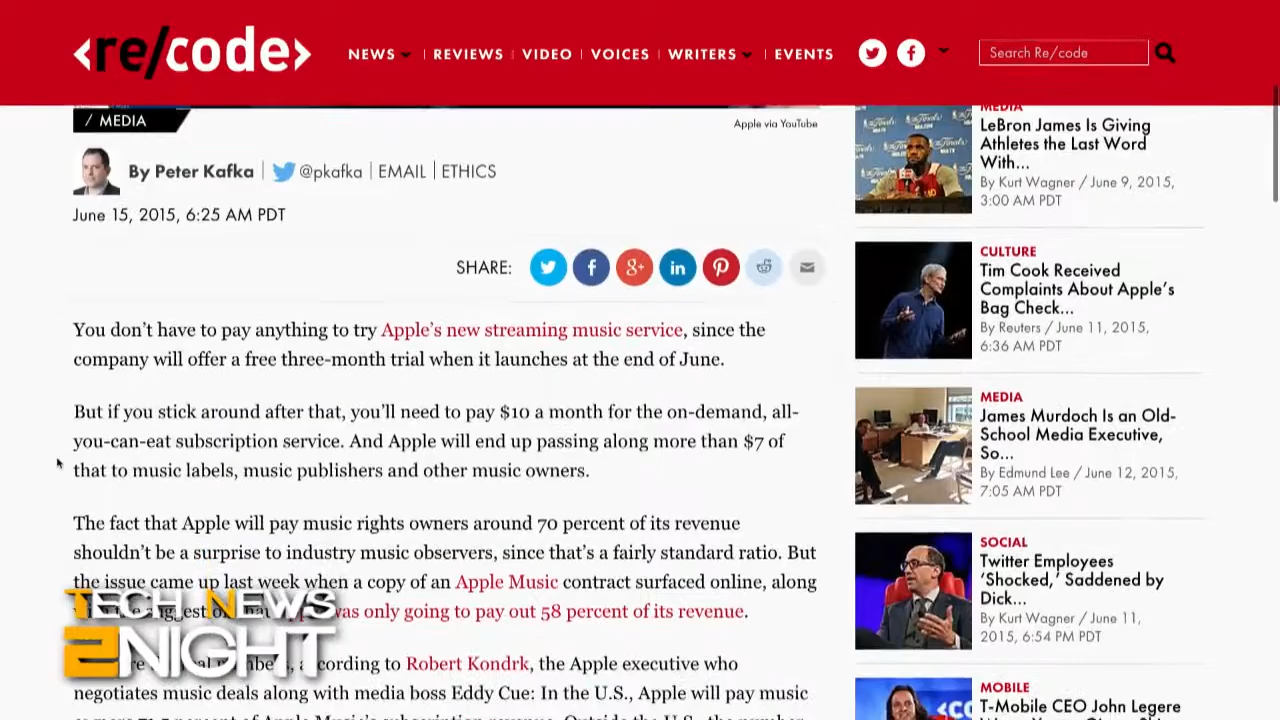 <re/code>
NEWS
REVIEWS
VIDEO
VOICES
WRITERS
EVENTS
Search Re/code
/ MEDIA
Apple via YouTube
By Peter Kafka
@pkafka
EMAIL
ETHICS
June 15, 2015, 6:25 AM PDT
SHARE:
You don't have to pay anything to try Apple's new streaming music service, since the
company will offer a free three-month trial when it launches at the end of June.
But if you stick around after that, you'll need to pay $10 a month for the on-demand, all-
you-can-eat subscription service. And Apple will end up passing along more than $7 of
that to music labels, music publishers and other music owners.
The fact that Apple will pay music rights owners around 70 percent of its revenue
shouldn't be a surprise to industry music observers, since that's a fairly standard ratio. But
the issue came up last week when a copy of an Apple Music contract surfaced online, along
was only going to pay out 58 percent of its revenue.
according to Robert Kondrk, the Apple executive who
negotiates music deals along with media boss Eddy Cue: In the U.S., Apple will pay music
TECH NEWS
2NIGHT
MEDIA
LeBron James Is Giving
Athletes the Last Word
With...
By Kurt Wagner / June 9, 2015,
3:00 AM PDT
CULTURE
Tim Cook Received
Complaints About Apple's
Bag Check...
By Reuters / June 11, 2015,
6:36 AM PDT
MEDIA
James Murdoch Is an Old-
School Media Executive,
So...
By Edmund Lee / June 12, 2015,
7:05 AM PDT
SOCIAL
Twitter Employees
'Shocked,' Saddened by
Dick...
By Kurt Wagner / June 11,
2015, 6:54 PM PDT
MOBILE
T-Mobile CEO John Legere